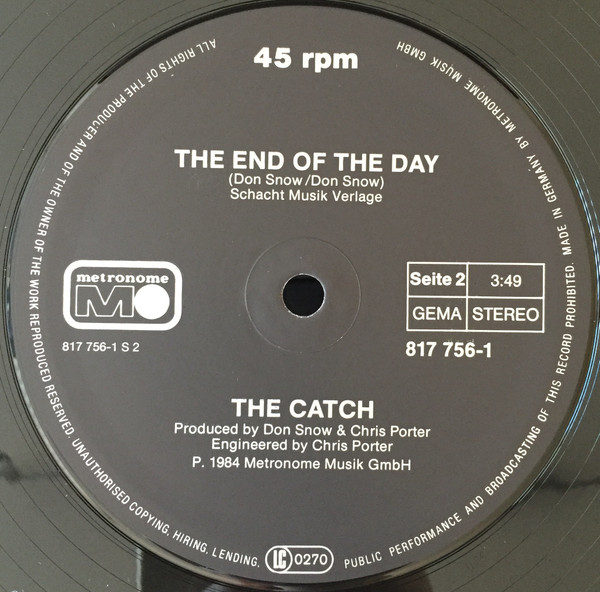 45 rpm
THE END OF THE DAY
(Don Snow/Don Snow)
Schacht Musik Verlage
metronome
MO
817 756-1 S 2
Seite 2
3:49
GEMA
STEREO
817 756-1
THE CATCH
Produced by Don Snow & Chris Porter
Engineered by Chris Porter
P. 1984 Metronome Musik GmbH
LC 0270
ALL RIGHTS OF THE PRODUCER AND OF THE OWNER OF THE WORK REPRODUCED RESERVED. UNAUTHORISED COPYING, HIRING, LENDING, PUBLIC PERFORMANCE AND BROADCASTING OF THIS RECORD PROHIBITED. MADE IN GERMANY BY METRONOME MUSIK GMBH